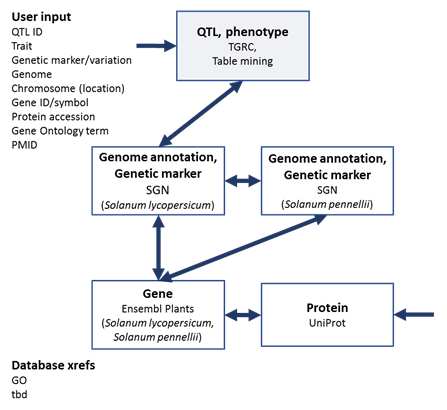 User input
QTL ID
Trait
Genetic marker/variation
Genome
Chromosome (location)
Gene ID/symbol
Protein accession
Gene Ontology term
PMID
QTL, phenotype
TGRC,
Table mining
Genome annotation,
Genetic marker
SGN
(Solanum lycopersicum)
Genome annotation,
Genetic marker
SGN
(Solanum pennellii)
Gene
Ensembl Plants
(Solanum lycopersicum,
Solanum pennellii)
Protein
UniProt
Database xrefs
GO
tbd